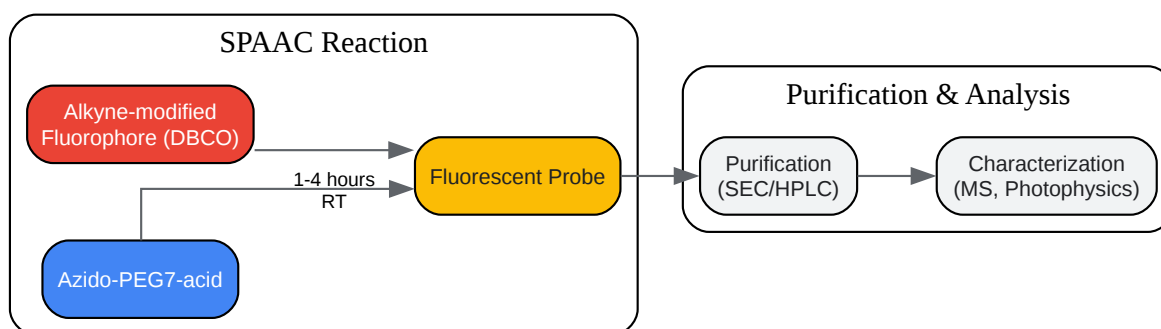 SPAAC Reaction
Alkyne-modified
Fluorophore (DBCO)
1-4 hours
RT
Azido-PEG7-acid
Fluorescent Probe
Purification & Analysis
Purification
(SEC/HPLC)
Characterization
(MS, Photophysics)